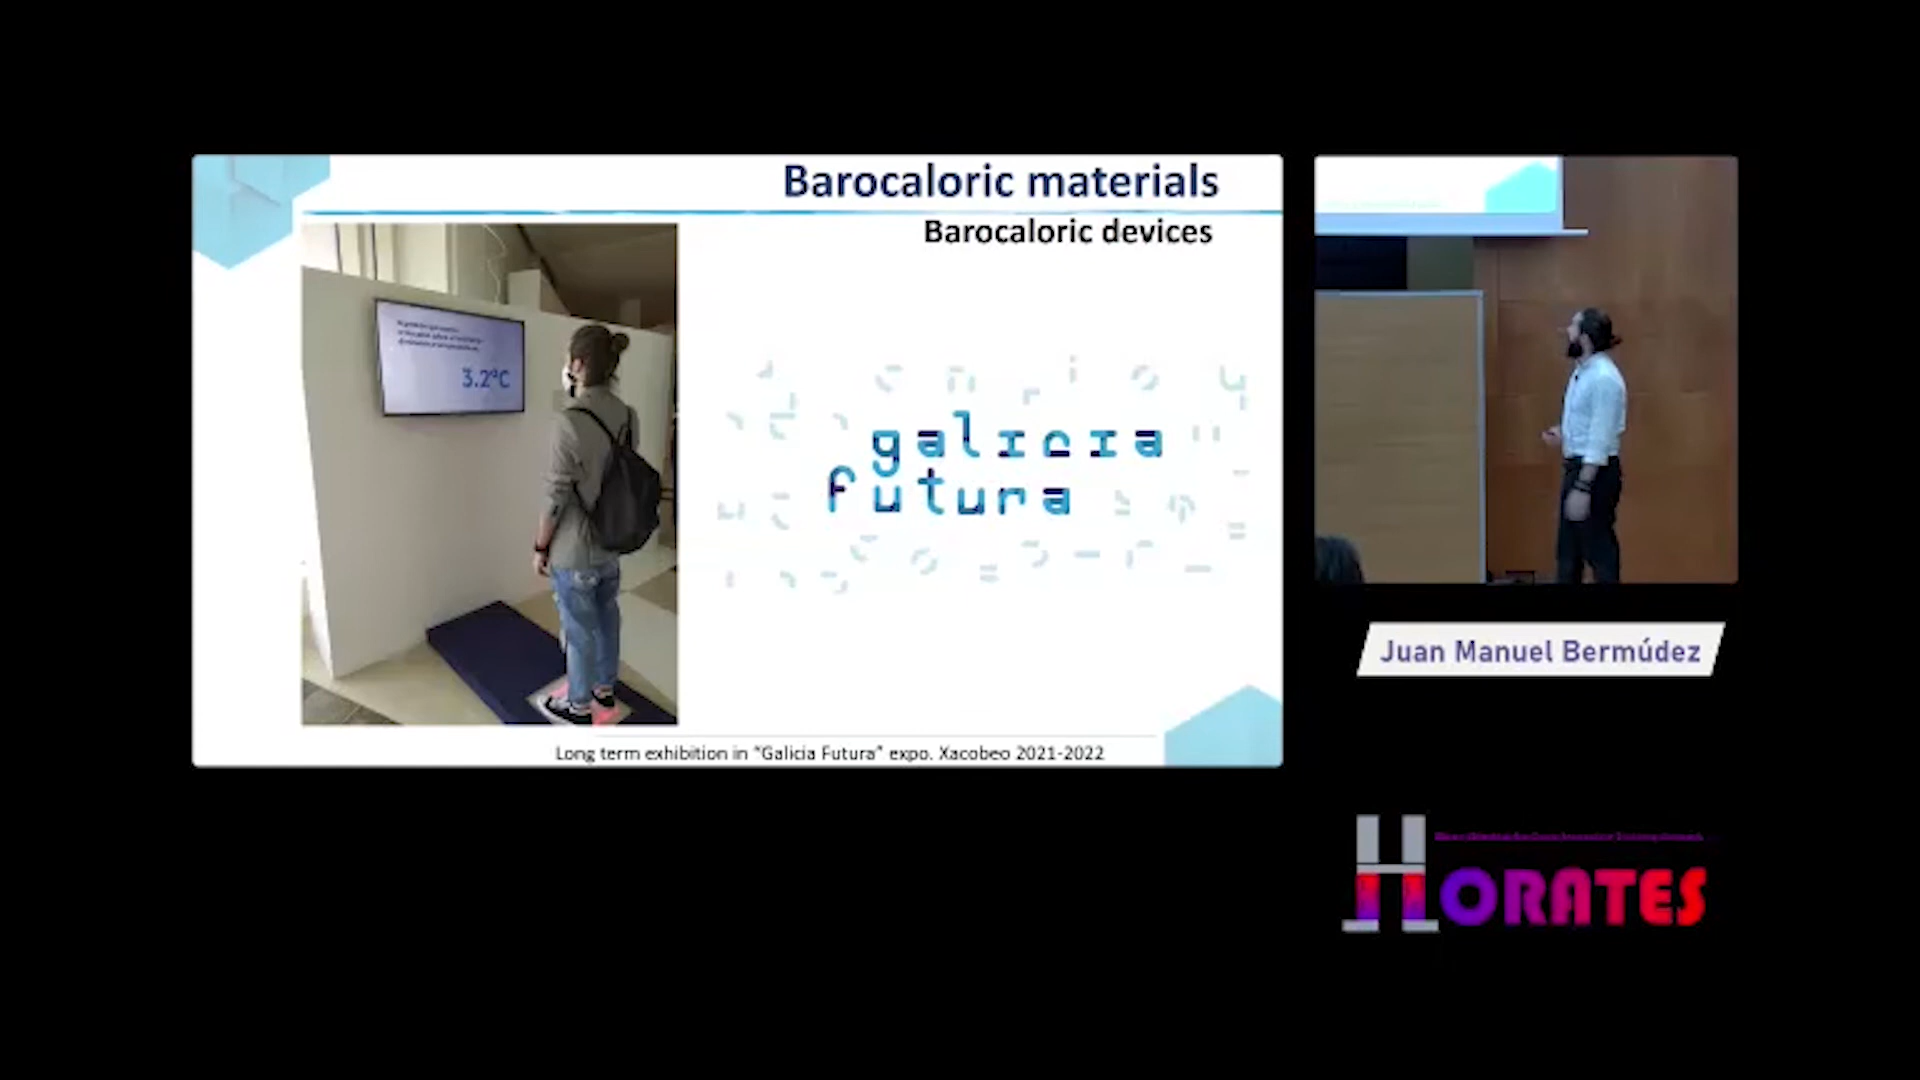 Barocaloric materials
Barocaloric devices
3.2°C
galicia
futura
Long term exhibition in “Galicia Futura” expo. Xacobeo 2021-2022
Juan Manuel Bermúdez
HORATES